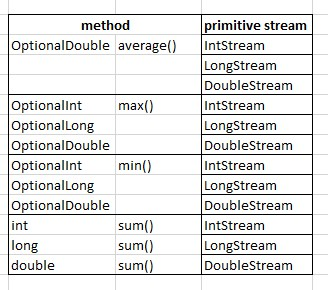 method primitive stream
OptionalDouble average() IntStream
LongStream
DoubleStream
OptionalInt max() IntStream
OptionalLong LongStream
OptionalDouble DoubleStream
OptionalInt min() IntStream
OptionalLong LongStream
OptionalDouble DoubleStream
int sum() IntStream
long sum() LongStream
double sum() DoubleStream